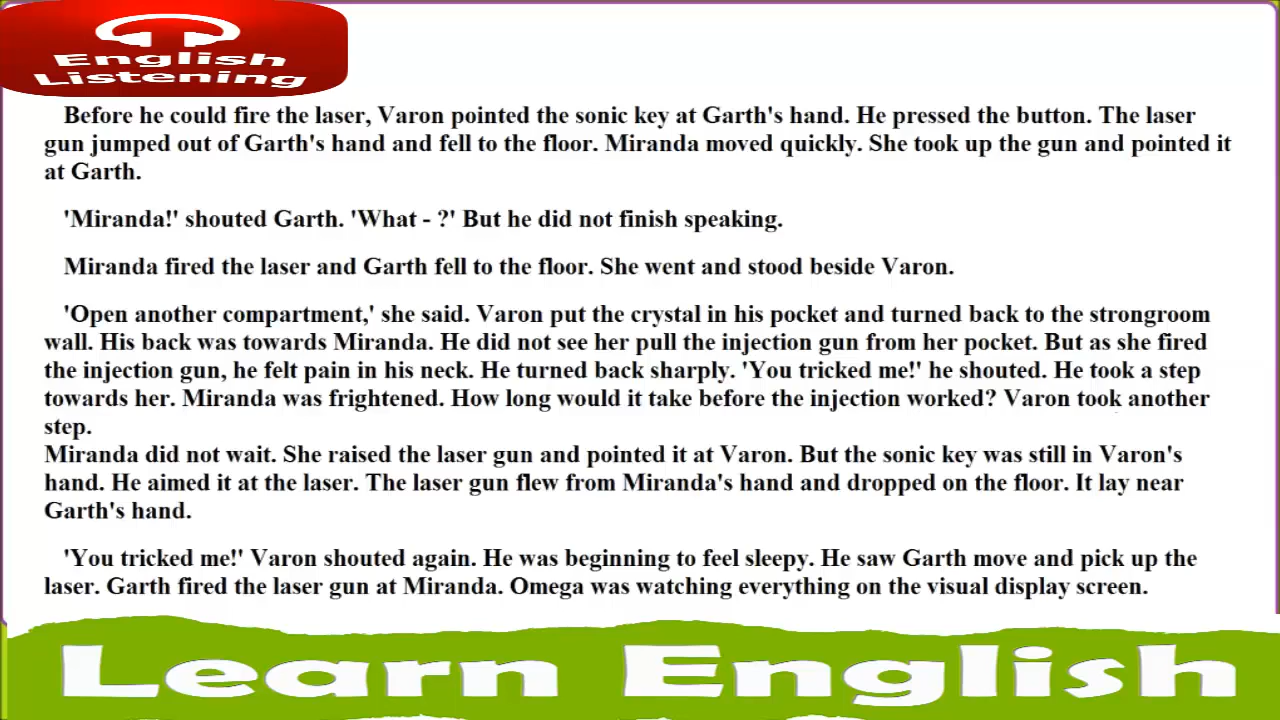 English
Listening
Before he could fire the laser, Varon pointed the sonic key at Garth's hand. He pressed the button. The laser
gun jumped out of Garth's hand and fell to the floor. Miranda moved quickly. She took up the gun and pointed it
at Garth.
'Miranda!' shouted Garth. 'What - ?' But he did not finish speaking.
Miranda fired the laser and Garth fell to the floor. She went and stood beside Varon.
'Open another compartment,' she said. Varon put the crystal in his pocket and turned back to the strongroom
wall. His back was towards Miranda. He did not see her pull the injection gun from her pocket. But as she fired
the injection gun, he felt pain in his neck. He turned back sharply. 'You tricked me!' he shouted. He took a step
towards her. Miranda was frightened. How long would it take before the injection worked? Varon took another
step.
Miranda did not wait. She raised the laser gun and pointed it at Varon. But the sonic key was still in Varon's
hand. He aimed it at the laser. The laser gun flew from Miranda's hand and dropped on the floor. It lay near
Garth's hand.
'You tricked me!' Varon shouted again. He was beginning to feel sleepy. He saw Garth move and pick up the
laser. Garth fired the laser gun at Miranda. Omega was watching everything on the visual display screen.
Learn English